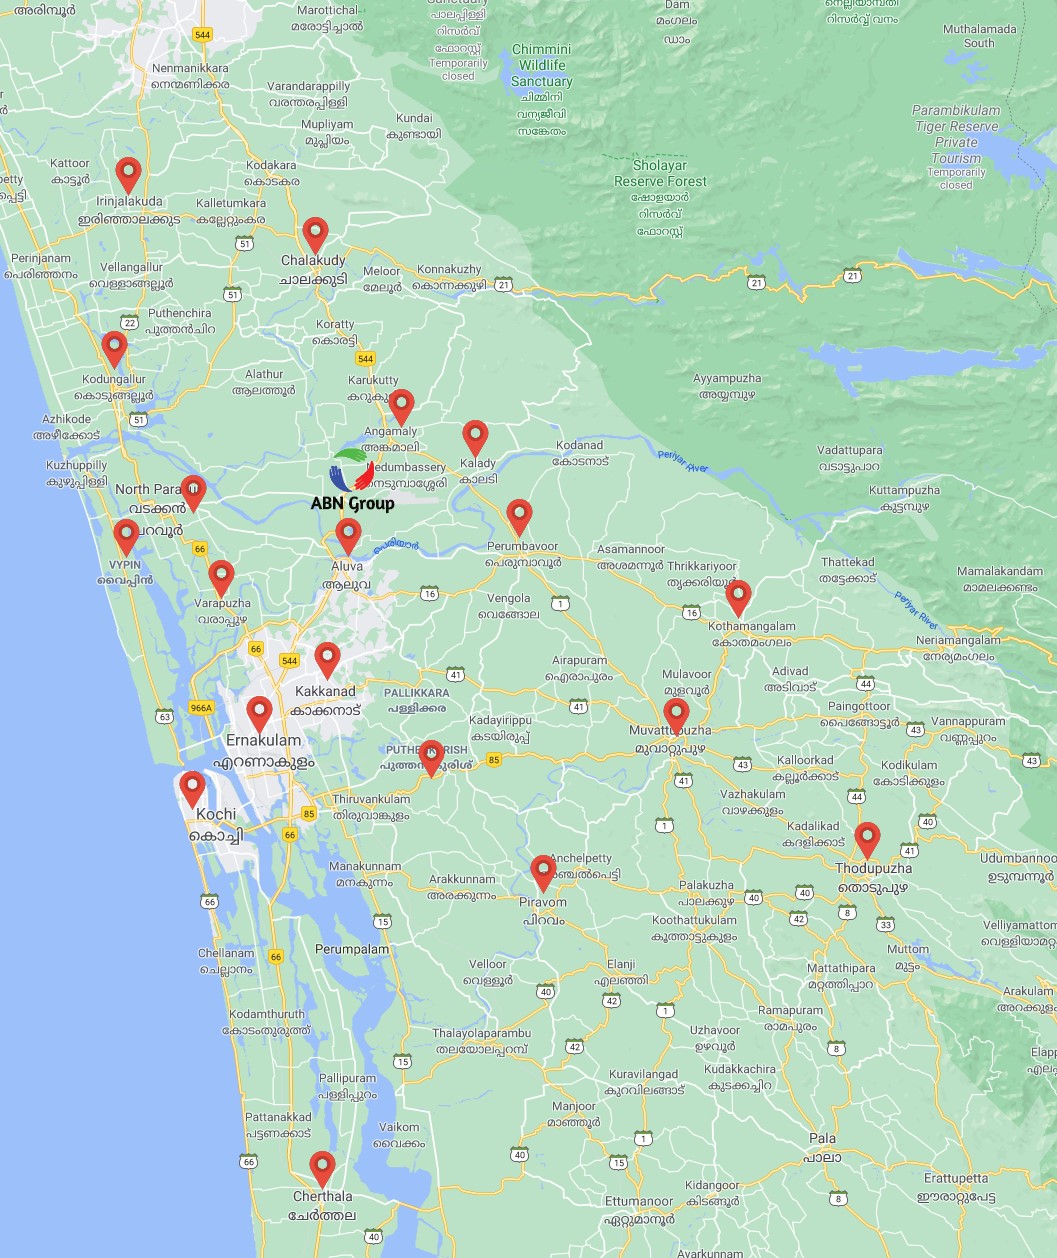 അരിമ്പൂർ
544
Marottichal
മരോട്ടിച്ചാൽ
പാലപ്പിള്ളി
റിസർവ്
ഫോറസ്റ്റ്
Temporarily
closed
Dam
മംഗലം
ഡാം
റിസർവ് വനം
Muthalamada
South
Chimmini
Wildlife
Sanctuary
ചിമ്മിനി
വന്യജീവി
സങ്കേതം
Nenmanikkara
നെന്മണിക്കര
Varandarappilly
വരന്തരപ്പിള്ളി
Mupliyam
മുപ്ലിയം
Kundai
കുണ്ടായി
Parambikulam
Tiger Reserve
Private
Tourism
Temporarily
closed
Kattoor
കാട്ടൂർ
Kodakara
കൊടകര
Sholayar
Reserve Forest
ഷോളയാർ
റിസർവ്
ഫോറസ്റ്റ്
Irinjalakuda
ഇരിഞ്ഞാലക്കുട
Kalletumkara
കല്ലേറ്റുംകര
51
Perinjanam
പെരിഞ്ഞനം
Vellangallur
വെള്ളാങ്ങല്ലൂർ
Chalakudy
ചാലക്കുടി
Meloor
മേലൂർ
Konnakuzhy
കൊന്നക്കുഴി
21
21
21
51
22
Puthenchira
പുത്തൻചിറ
Koratty
കൊരട്ടി
544
Kodungallur
കൊടുങ്ങല്ലൂർ
Alathur
ആലത്തൂർ
Karukutty
Ayyampuzha
അയ്യമ്പുഴ
Azhikode
അഴീക്കോട്
51
Angamaly
അങ്കമാലി
Kalady
കാലടി
Kodanad
കോടനാട്
Periyar River
Vadattupara
വടാട്ടുപാറ
Kuzhuppilly
കുഴുപ്പിള്ളി
Nedumbassery
നെടുമ്പാശ്ശേരി
ABN Group
Kuttampuzha
കുട്ടമ്പുഴ
North Paravur
വടക്കൻ
പറവൂർ
66
VYPIN
വൈപ്പിൻ
Aluva
ആലുവ
പെരിയാർ
Perumbavoor
പെരുമ്പാവൂർ
Asamannoor
അശമന്നൂർ
Thrikkariyoor
തൃക്കരിയൂർ
Thattekad
തട്ടേക്കാട്
Mamalakandam
മാമലക്കണ്ടം
Varapuzha
വരാപ്പുഴ
16
Vengola
വെങ്ങോല
1
16
Kothamangalam
കോതമംഗലം
Periyar River
Neriamangalam
നേര്യമംഗലം
66
544
Kakkanad
കാക്കനാട്
PALLIKKARA
പള്ളിക്കര
41
Airapuram
ഐരാപുരം
Mulavoor
മുളവൂർ
Adivad
അടിവാട്
44
63
966A
Ernakulam
എറണാകുളം
Kadayirippu
കടയിരുപ്പ്
41
Muvattupuzha
മുവാറ്റുപുഴ
Paingottoor
പൈങ്ങോട്ടൂർ
43
Vannappuram
വണ്ണപ്പുറം
85
43
41
Kalloorkad
കല്ലൂർക്കാട്
Kodikulam
കോടിക്കുളം
43
Kochi
കൊച്ചി
Thiruvankulam
തിരുവാങ്കുളം
85
66
Vazhakulam
വാഴക്കുളം
44
1
40
Kadalikad
കദളിക്കാട്
41
Thodupuzha
തൊടുപുഴ
Udumbannoor
ഉടുമ്പന്നൂർ
Manakunnam
മനകുന്നം
Arakkunnam
അരക്കുന്നം
Anchelpetty
Piravom
പിറവം
Palakuzha
പാലക്കുഴ
40
40
66
15
Koothattukulam
കൂത്താട്ടുകുളം
42
8
33
Velliyamattom
Chellanam
ചെല്ലാനം
66
Perumpalam
Velloor
വെള്ളൂർ
Elanji
എലഞ്ഞി
Mattathipara
മറ്റത്തിപ്പാറ
Muttom
മുട്ടം
40
42
1
Arakulam
അറക്കുളം
Kodamthuruth
കോടംതുരുത്ത്
Thalayolaparambu
തലയോലപ്പറമ്പ്
Uzhavoor
ഉഴവൂർ
Ramapuram
രാമപുരം
42
8
15
Pallipuram
പള്ളിപ്പുറം
Kuravilangad
കുറവിലങ്ങാട്
Kudakkachira
കുടക്കച്ചിറ
Pattanakkad
പട്ടണക്കാട്
Vaikom
വൈക്കം
Manjoor
മാഞ്ഞൂർ
1
Pala
പാലാ
66
40
15
Cherthala
ചേർത്തല
Kidangoor
കിടങ്ങൂർ
Erattupetta
ഈരാറ്റുപേട്ട
8
Ettumanoor
ഏറ്റുമാനൂർ
40
Ayarkunnam